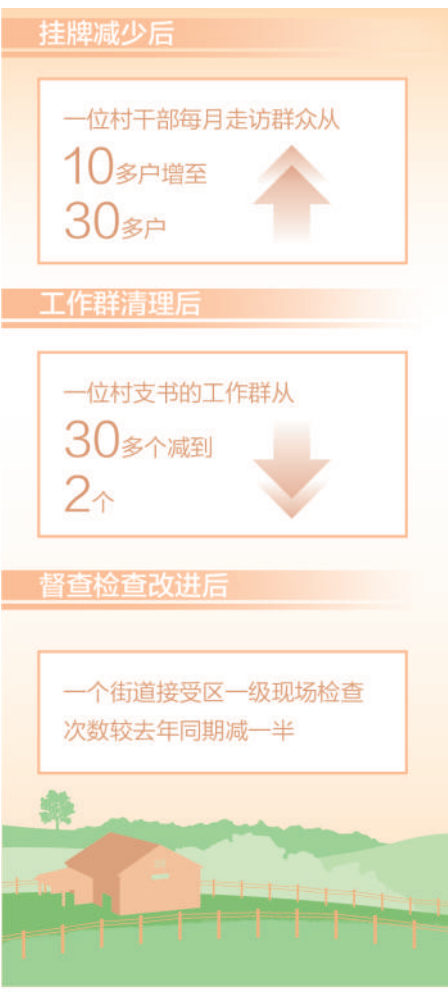 挂牌减少后
一位村干部每月走访群众从
10多户增至
30多户
工作群清理后
一位村支书的工作群从
30多个减到
2个
督查检查改进后
一个街道接受区一级现场检查
次数较去年同期减一半